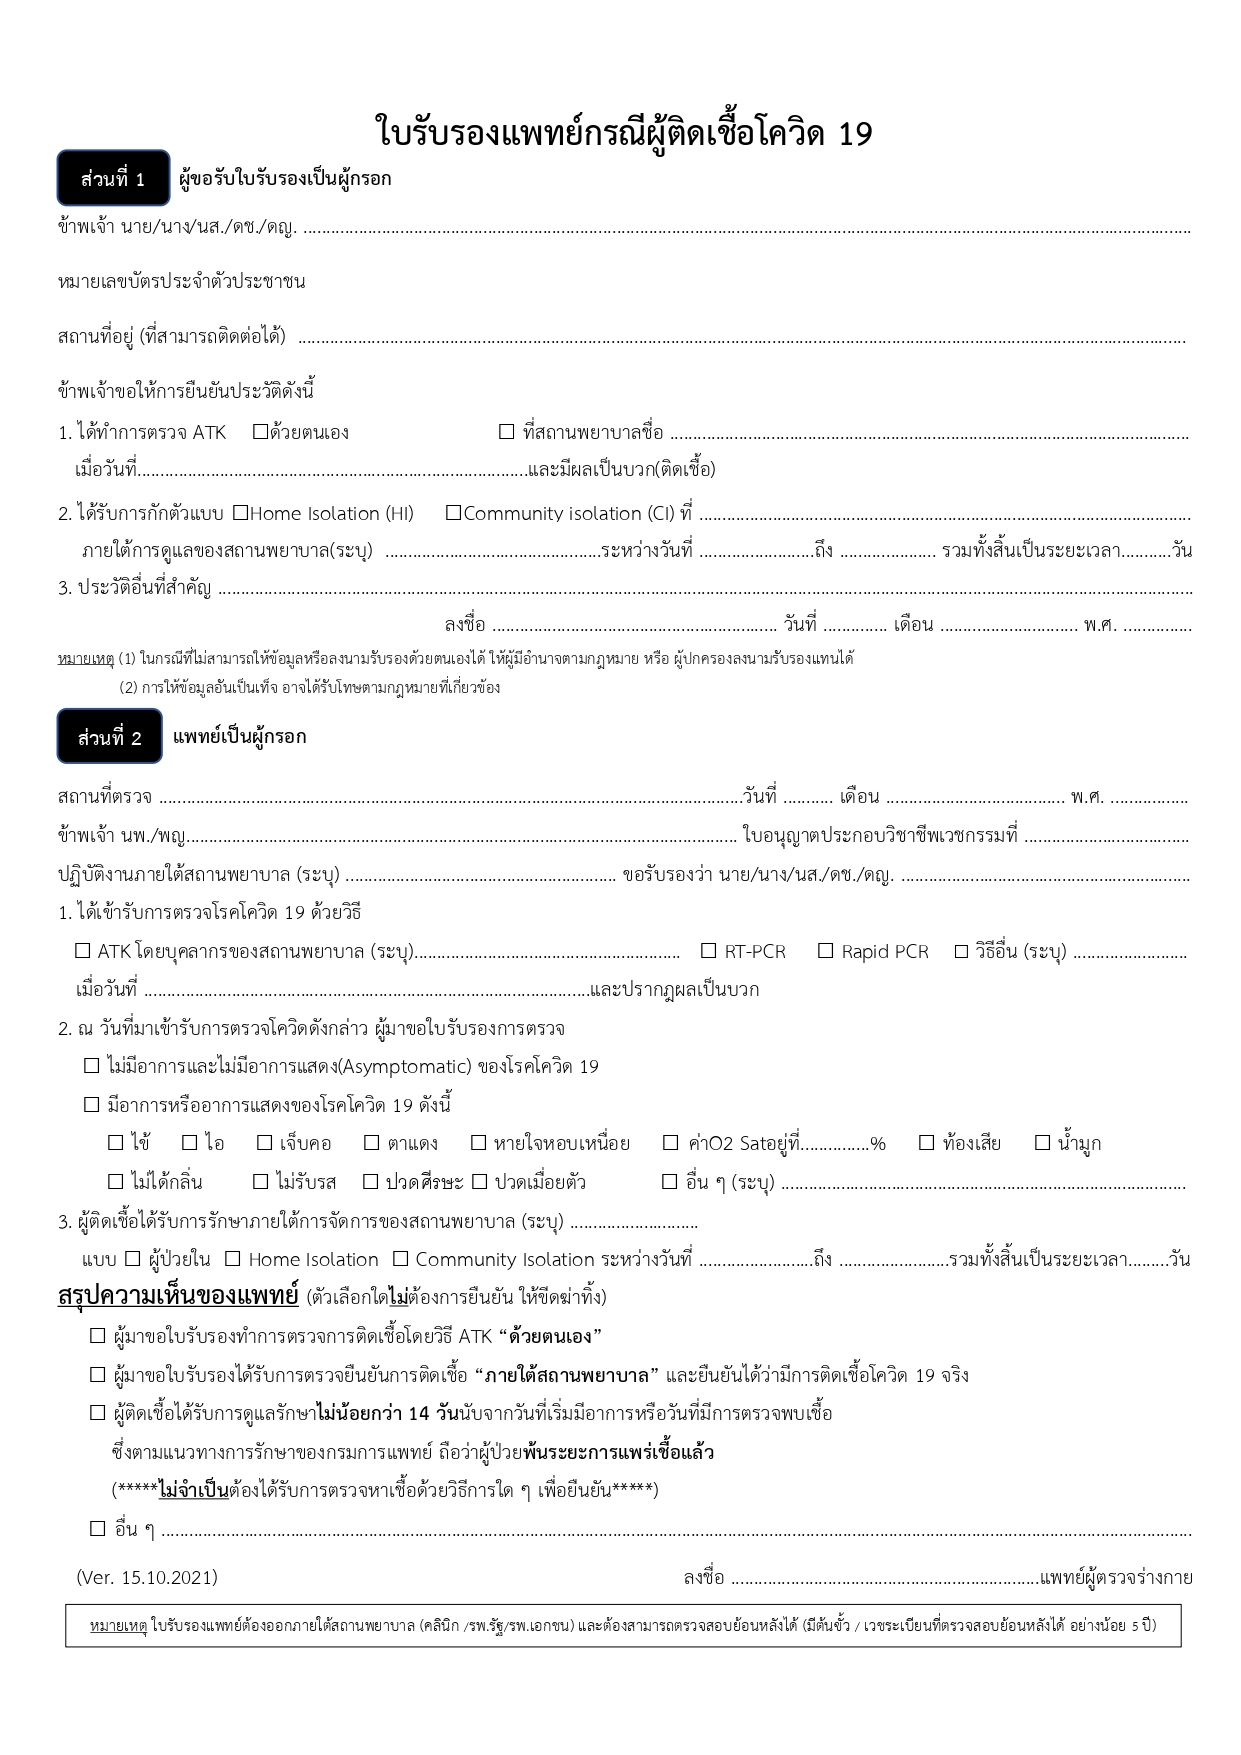 ใบรับรองแพทย์กรณีผู้ติดเชื้อโควิด 19
ส่วนที่ 1 ผู้ขอรับใบรับรองเป็นผู้กรอก
ข้าพเจ้า นาย/นาง/นส./ดช./ดญ. ........................................................................
หมายเลขบัตรประจำตัวประชาชน
สถานที่อยู่ (ที่สามารถติดต่อได้) ........................................................................
ข้าพเจ้าขอให้การยืนยันประวัติดังนี้
1. ได้ทำการตรวจ ATK ☐ด้วยตนเอง ☐ ที่สถานพยาบาลชื่อ ........................................
เมื่อวันที่........................................และมีผลเป็นบวก(ติดเชื้อ)
2. ได้รับการกักตัวแบบ ☐Home Isolation (HI) ☐Community isolation (CI) ที่ ........................................
ภายใต้การดูแลของสถานพยาบาล(ระบุ) ..............................ระหว่างวันที่ ....................ถึง .................... รวมทั้งสิ้นเป็นระยะเวลา...........วัน
3. ประวัติอื่นที่สำคัญ ........................................................................
ลงชื่อ ........................................ วันที่ .............. เดือน .............................. พ.ศ. ...............
หมายเหตุ (1) ในกรณีที่ไม่สามารถให้ข้อมูลหรือลงนามรับรองด้วยตนเองได้ ให้ผู้มีอำนาจตามกฎหมาย หรือ ผู้ปกครองลงนามรับรองแทนได้
(2) การให้ข้อมูลอันเป็นเท็จ อาจได้รับโทษตามกฎหมายที่เกี่ยวข้อง
ส่วนที่ 2 แพทย์เป็นผู้กรอก
สถานที่ตรวจ ........................................วันที่ ........... เดือน .............................. พ.ศ. .................
ข้าพเจ้า นพ./พญ........................................ ใบอนุญาตประกอบวิชาชีพเวชกรรมที่ ....................................
ปฏิบัติงานภายใต้สถานพยาบาล (ระบุ) ........................................ ขอรับรองว่า นาย/นาง/นส./ดช./ดญ. ........................................
1. ได้เข้ารับการตรวจโรคโควิด 19 ด้วยวิธี
☐ ATK โดยบุคลากรของสถานพยาบาล (ระบุ)........................................ ☐ RT-PCR ☐ Rapid PCR ☐ วิธีอื่น (ระบุ) .........................
เมื่อวันที่ ........................................และปรากฎผลเป็นบวก
2. ณ วันที่มาเข้ารับการตรวจโควิดดังกล่าว ผู้มาขอใบรับรองการตรวจ
☐ ไม่มีอาการและไม่มีอาการแสดง(Asymptomatic) ของโรคโควิด 19
☐ มีอาการหรืออาการแสดงของโรคโควิด 19 ดังนี้
☐ ไข้ ☐ ไอ ☐ เจ็บคอ ☐ ตาแดง ☐ หายใจหอบเหนื่อย ☐ ค่าO2 Satอยู่ที่...............% ☐ ท้องเสีย ☐ น้ำมูก
☐ ไม่ได้กลิ่น ☐ ไม่รับรส ☐ ปวดศีรษะ ☐ ปวดเมื่อยตัว ☐ อื่น ๆ (ระบุ) ........................................
3. ผู้ติดเชื้อได้รับการรักษาภายใต้การจัดการของสถานพยาบาล (ระบุ) ............................
แบบ ☐ ผู้ป่วยใน ☐ Home Isolation ☐ Community Isolation ระหว่างวันที่ .........................ถึง ........................รวมทั้งสิ้นเป็นระยะเวลา.........วัน
สรุปความเห็นของแพทย์ (ตัวเลือกใดไม่ต้องการยืนยัน ให้ขีดฆ่าทิ้ง)
☐ ผู้มาขอใบรับรองทำการตรวจการติดเชื้อโดยวิธี ATK “ด้วยตนเอง”
☐ ผู้มาขอใบรับรองได้รับการตรวจยืนยันการติดเชื้อ “ภายใต้สถานพยาบาล” และยืนยันได้ว่ามีการติดเชื้อโควิด 19 จริง
☐ ผู้ติดเชื้อได้รับการดูแลรักษาไม่น้อยกว่า 14 วันนับจากวันที่เริ่มมีอาการหรือวันที่มีการตรวจพบเชื้อ
ซึ่งตามแนวทางการรักษาของกรมการแพทย์ ถือว่าผู้ป่วยพ้นระยะการแพร่เชื้อแล้ว
(*****ไม่จำเป็นต้องได้รับการตรวจหาเชื้อด้วยวิธีการใด ๆ เพื่อยืนยัน*****)
☐ อื่น ๆ ........................................................................
(Ver. 15.10.2021) ลงชื่อ ........................................แพทย์ผู้ตรวจร่างกาย
หมายเหตุ ใบรับรองแพทย์ต้องออกภายใต้สถานพยาบาล (คลินิก /รพ.รัฐ/รพ.เอกชน) และต้องสามารถตรวจสอบย้อนหลังได้ (มีต้นขั้ว / เวชระเบียนที่ตรวจสอบย้อนหลังได้ อย่างน้อย 5 ปี)